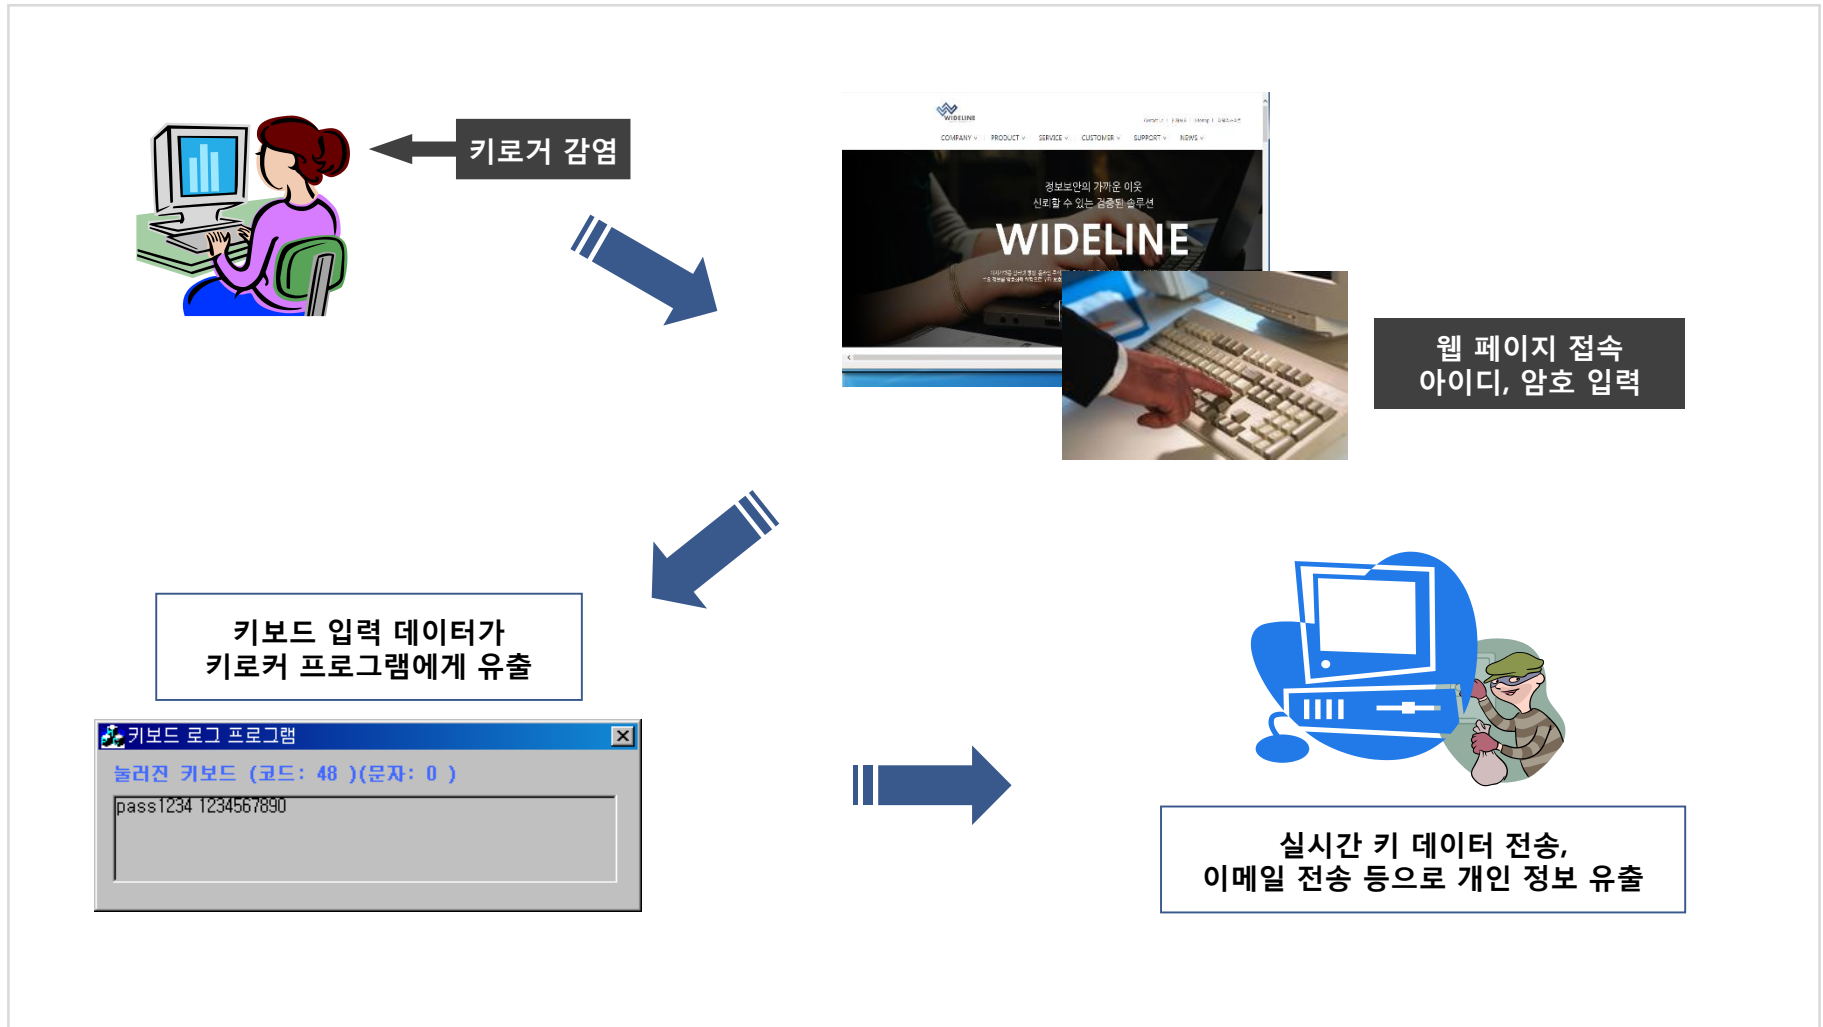 키로거 감염
WIDELINE
COMPANY PRODUCT SERVICE CUSTOMER SUPPORT NEWS
정보보안의 가까운 이웃
신뢰할 수 있는 검증된 솔루션
WIDELINE
웹 페이지 접속
아이디, 암호 입력
키보드 입력 데이터가
키로커 프로그램에게 유출
키보드 로그 프로그램
눌러진 키보드 (코드: 48 )(문자: 0 )
pass1234 1234567890
실시간 키 데이터 전송,
이메일 전송 등으로 개인 정보 유출